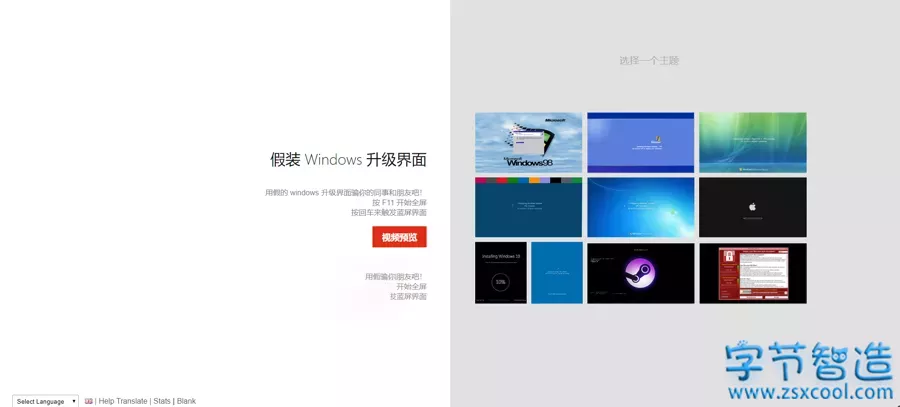 选择一个主题
假装 Windows 升级界面
用假的 windows 升级界面骗你的同事和朋友吧!
按 F11 开始全屏
按回车来触发蓝屏界面
视频预览
用假骗你朋友吧!
开始全屏
蓝屏界面
Microsoft
Microsoft
Windows98
Installing Windows 10
Select Language
| Help Translate | Stats | Blank
字节智造
www.zsxcool.com